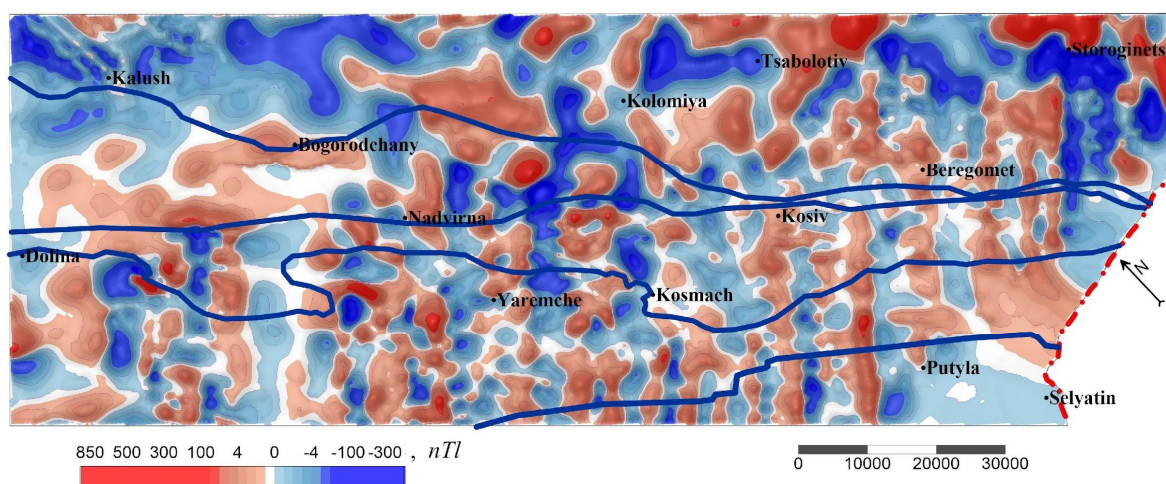 Storoginets
Tsabolotiv
Kalush
Kolomiya
Bogorodchany
Beregomet
Nadvirna
Kosiv
Dolina
N
Kosmach
Yaremche
Putyla
Selyatin
850 500 300 100 4 0 -4 -100 -300 , nTl
0 10000 20000 30000